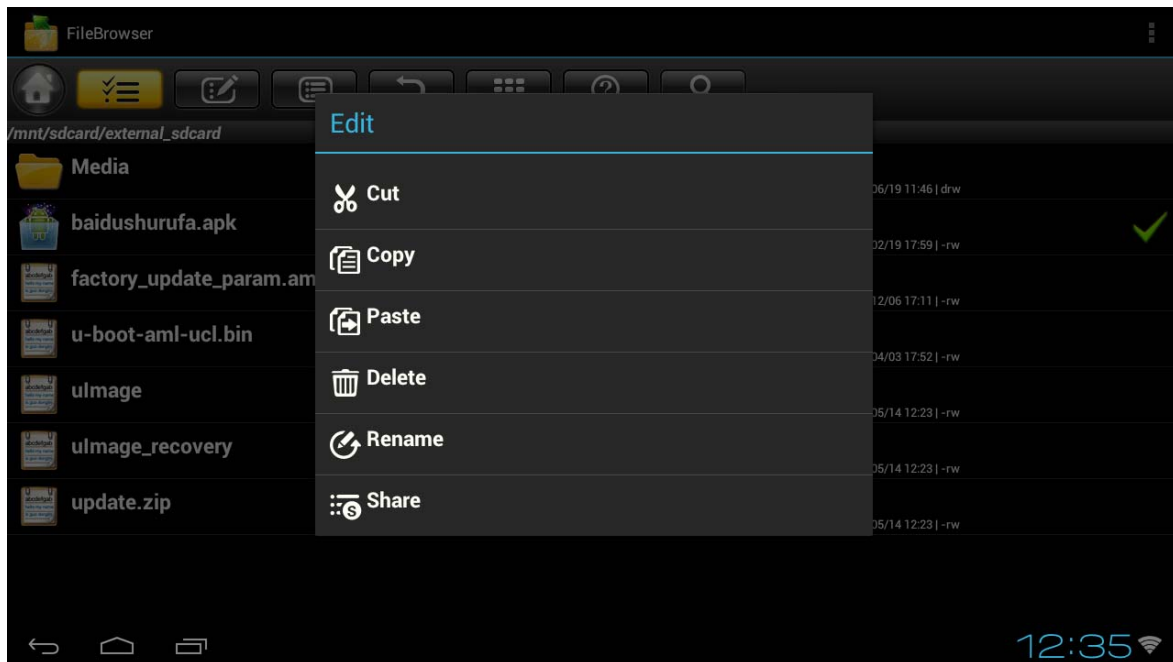 FileBrowser
/mnt/sdcard/external_sdcard
Edit
Media
06/19 11:46 | drw
Cut
baidushurufa.apk
02/19 17:59 | -rw
Copy
factory_update_param.am
12/06 17:11 | -rw
Paste
u-boot-aml-ucl.bin
04/03 17:52 | -rw
Delete
uImage
05/14 12:23 | -rw
Rename
uImage_recovery
05/14 12:23 | -rw
Share
update.zip
05/14 12:23 | -rw
12:35